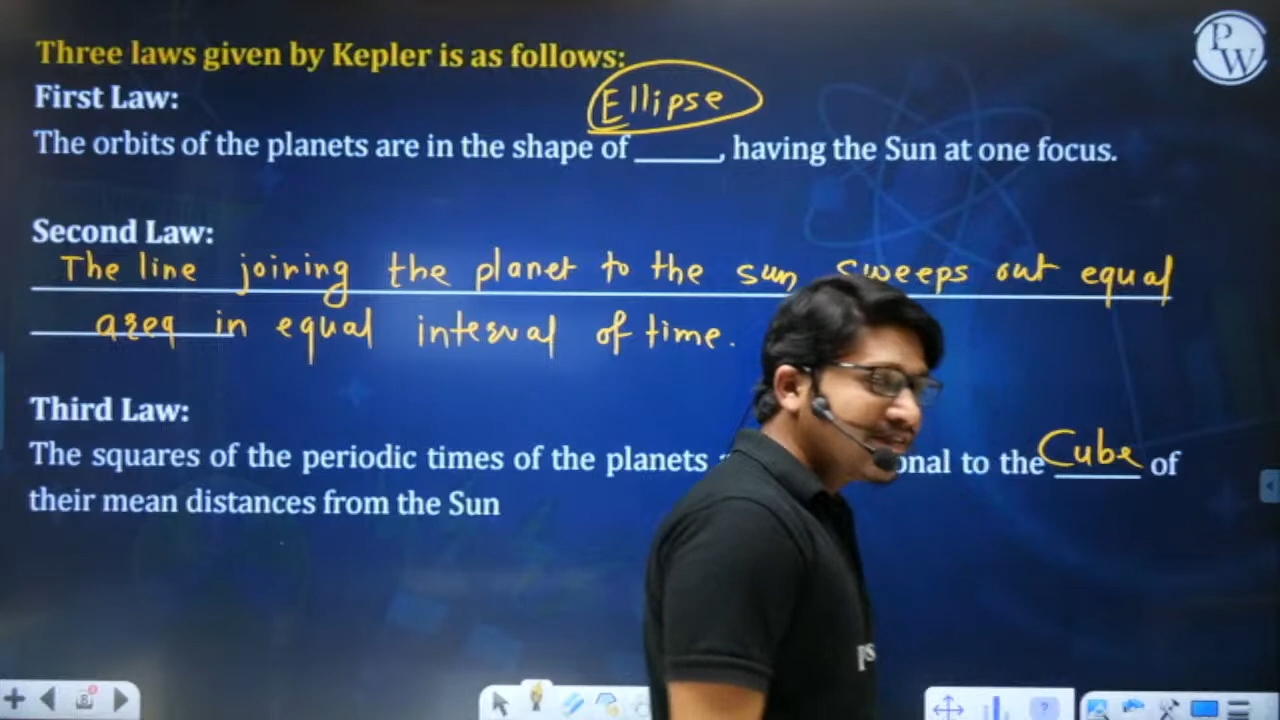 PW
Three laws given by Kepler is as follows:
First Law:
Ellipse
The orbits of the planets are in the shape of _____, having the Sun at one focus.
Second Law:
The line joining the planet to the sun sweeps out equal
area in equal interval of time.
Third Law:
The squares of the periodic times of the planets onal to the Cube of
their mean distances from the Sun